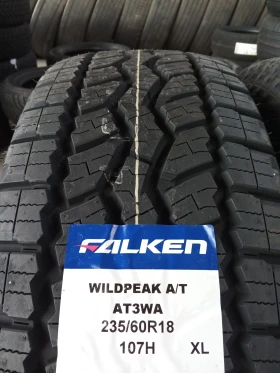 FALKEN
WILDPEAK A/T
AT3WA
235/60R18
107H XL